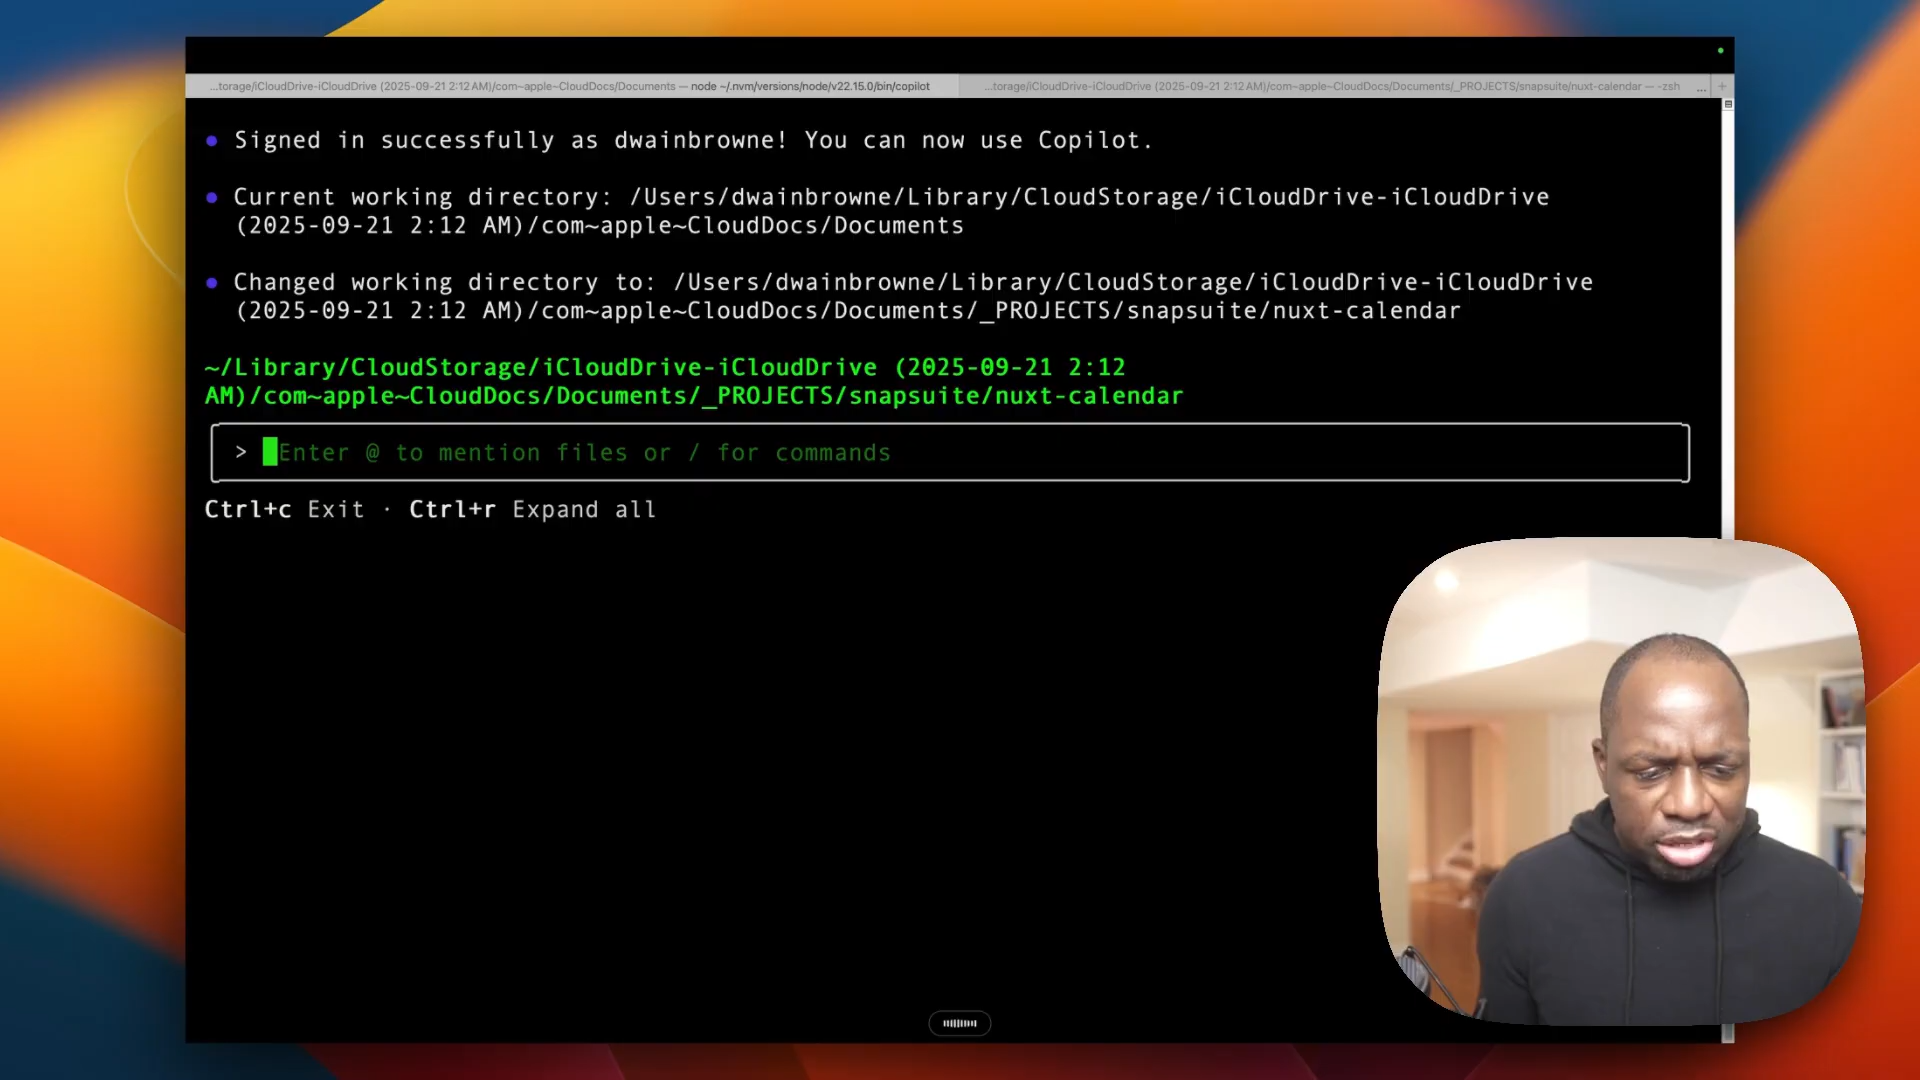 ...torage/iCloudDrive-iCloudDrive (2025-09-21 2:12 AM)/com~apple~CloudDocs/Documents — node ~/.nvm/versions/node/v22.15.0/bin/copilot
...torage/iCloudDrive-iCloudDrive (2025-09-21 2:12 AM)/com~apple~CloudDocs/Documents/_PROJECTS/snapsuite/nuxt-calendar — -zsh
... +
● Signed in successfully as dwainbrowne! You can now use Copilot.
● Current working directory: /Users/dwainbrowne/Library/CloudStorage/iCloudDrive-iCloudDrive
(2025-09-21 2:12 AM)/com~apple~CloudDocs/Documents
● Changed working directory to: /Users/dwainbrowne/Library/CloudStorage/iCloudDrive-iCloudDrive
(2025-09-21 2:12 AM)/com~apple~CloudDocs/Documents/_PROJECTS/snapsuite/nuxt-calendar
~/Library/CloudStorage/iCloudDrive-iCloudDrive (2025-09-21 2:12
AM)/com~apple~CloudDocs/Documents/_PROJECTS/snapsuite/nuxt-calendar
> Enter @ to mention files or / for commands
Ctrl+c Exit · Ctrl+r Expand all